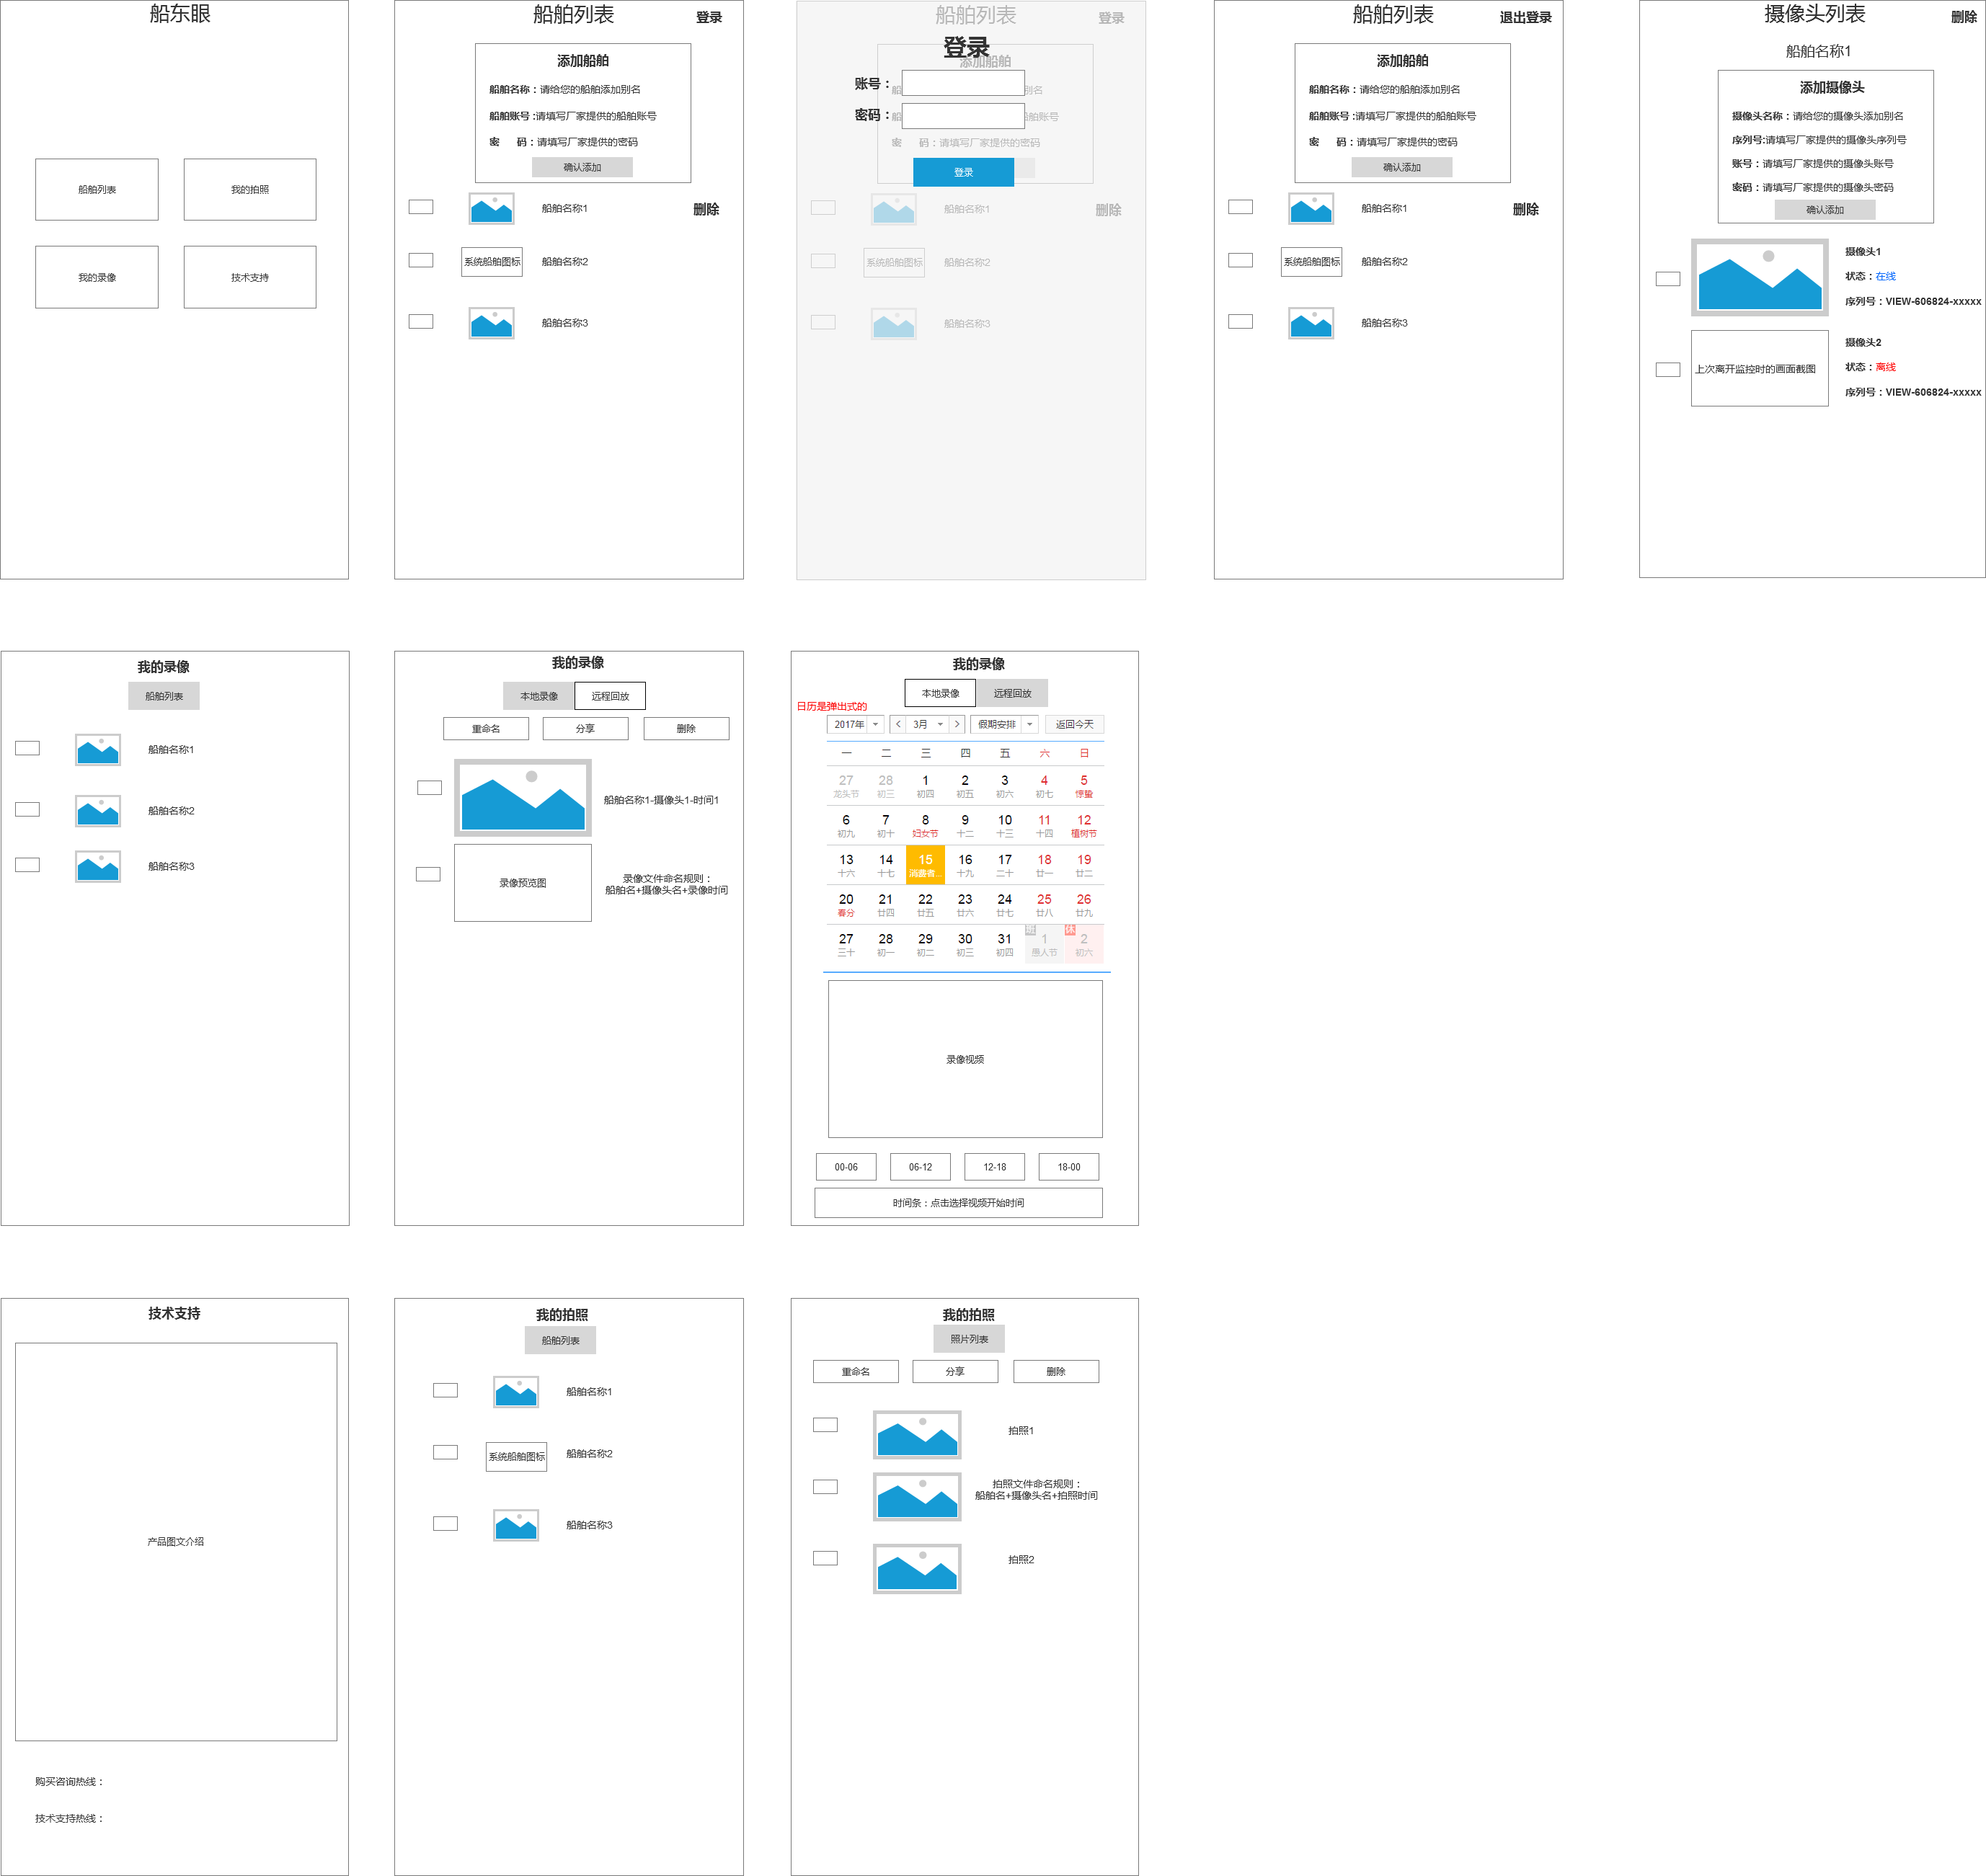 船东眼
船舶列表
我的拍照
我的录像
技术支持
船舶列表
登录
添加船舶
船舶名称：请给您的船舶添加别名
船舶账号 :请填写厂家提供的船舶账号
密 码：请填写厂家提供的密码
确认添加
船舶名称1
删除
系统船舶图标
船舶名称2
船舶名称3
船舶列表
登录
登录
添加船舶
账号：
船
别名
密码：
船
船舶账号
密 码：请填写厂家提供的密码
登录
船舶名称1
删除
系统船舶图标
船舶名称2
船舶名称3
船舶列表
退出登录
添加船舶
船舶名称：请给您的船舶添加别名
船舶账号 :请填写厂家提供的船舶账号
密 码：请填写厂家提供的密码
确认添加
船舶名称1
删除
系统船舶图标
船舶名称2
船舶名称3
摄像头列表
删除
船舶名称1
添加摄像头
摄像头名称：请给您的摄像头添加别名
序列号:请填写厂家提供的摄像头序列号
账号：请填写厂家提供的摄像头账号
密码：请填写厂家提供的摄像头密码
确认添加
摄像头1
状态：在线
序列号：VIEW-606824-xxxxx
摄像头2
状态：离线
上次离开监控时的画面截图
序列号：VIEW-606824-xxxxx
我的录像
船舶列表
船舶名称1
船舶名称2
船舶名称3
我的录像
本地录像 远程回放
重命名 分享 删除
船舶名称1-摄像头1-时间1
录像预览图
录像文件命名规则：
船舶名+摄像头名+录像时间
我的录像
本地录像 远程回放
日历是弹出式的
2017年 < 3月 > 假期安排 返回今天
一 二 三 四 五 六 日
27 28 1 2 3 4 5
龙头节 初三 初四 初五 初六 初七 惊蛰
6 7 8 9 10 11 12
初九 初十 妇女节 十二 十三 十四 植树节
13 14 15 16 17 18 19
十六 十七 消费者... 十九 二十 廿一 廿二
20 21 22 23 24 25 26
春分 廿四 廿五 廿六 廿七 廿八 廿九
班 休
27 28 29 30 31 1 2
三十 初一 初二 初三 初四 愚人节 初六
录像视频
00-06 06-12 12-18 18-00
时间条：点击选择视频开始时间
技术支持
产品图文介绍
购买咨询热线：
技术支持热线：
我的拍照
船舶列表
船舶名称1
系统船舶图标
船舶名称2
船舶名称3
我的拍照
照片列表
重命名 分享 删除
拍照1
拍照文件命名规则：
船舶名+摄像头名+拍照时间
拍照2